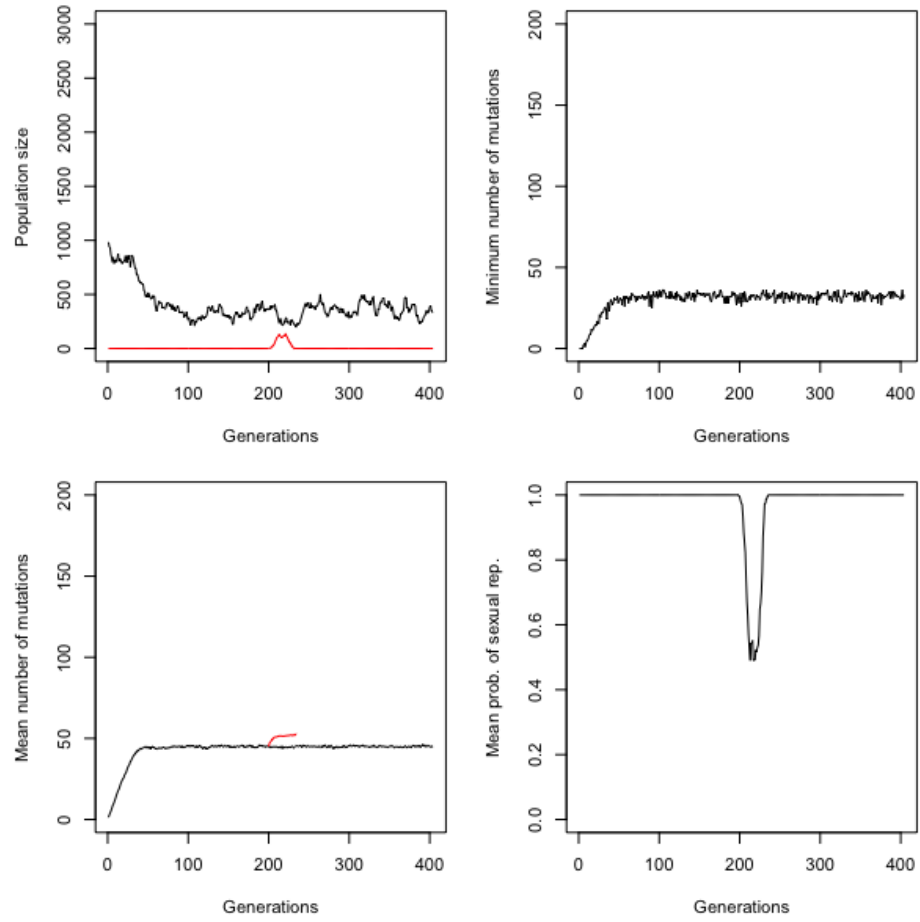 Population size
3000
2500
2000
1500
1000
500
0
0 100 200 300 400
Generations
Minimum number of mutations
200
150
100
50
0
0 100 200 300 400
Generations
Mean number of mutations
200
150
100
50
0
0 100 200 300 400
Generations
Mean prob. of sexual rep.
1.0
0.8
0.6
0.4
0.2
0.0
0 100 200 300 400
Generations